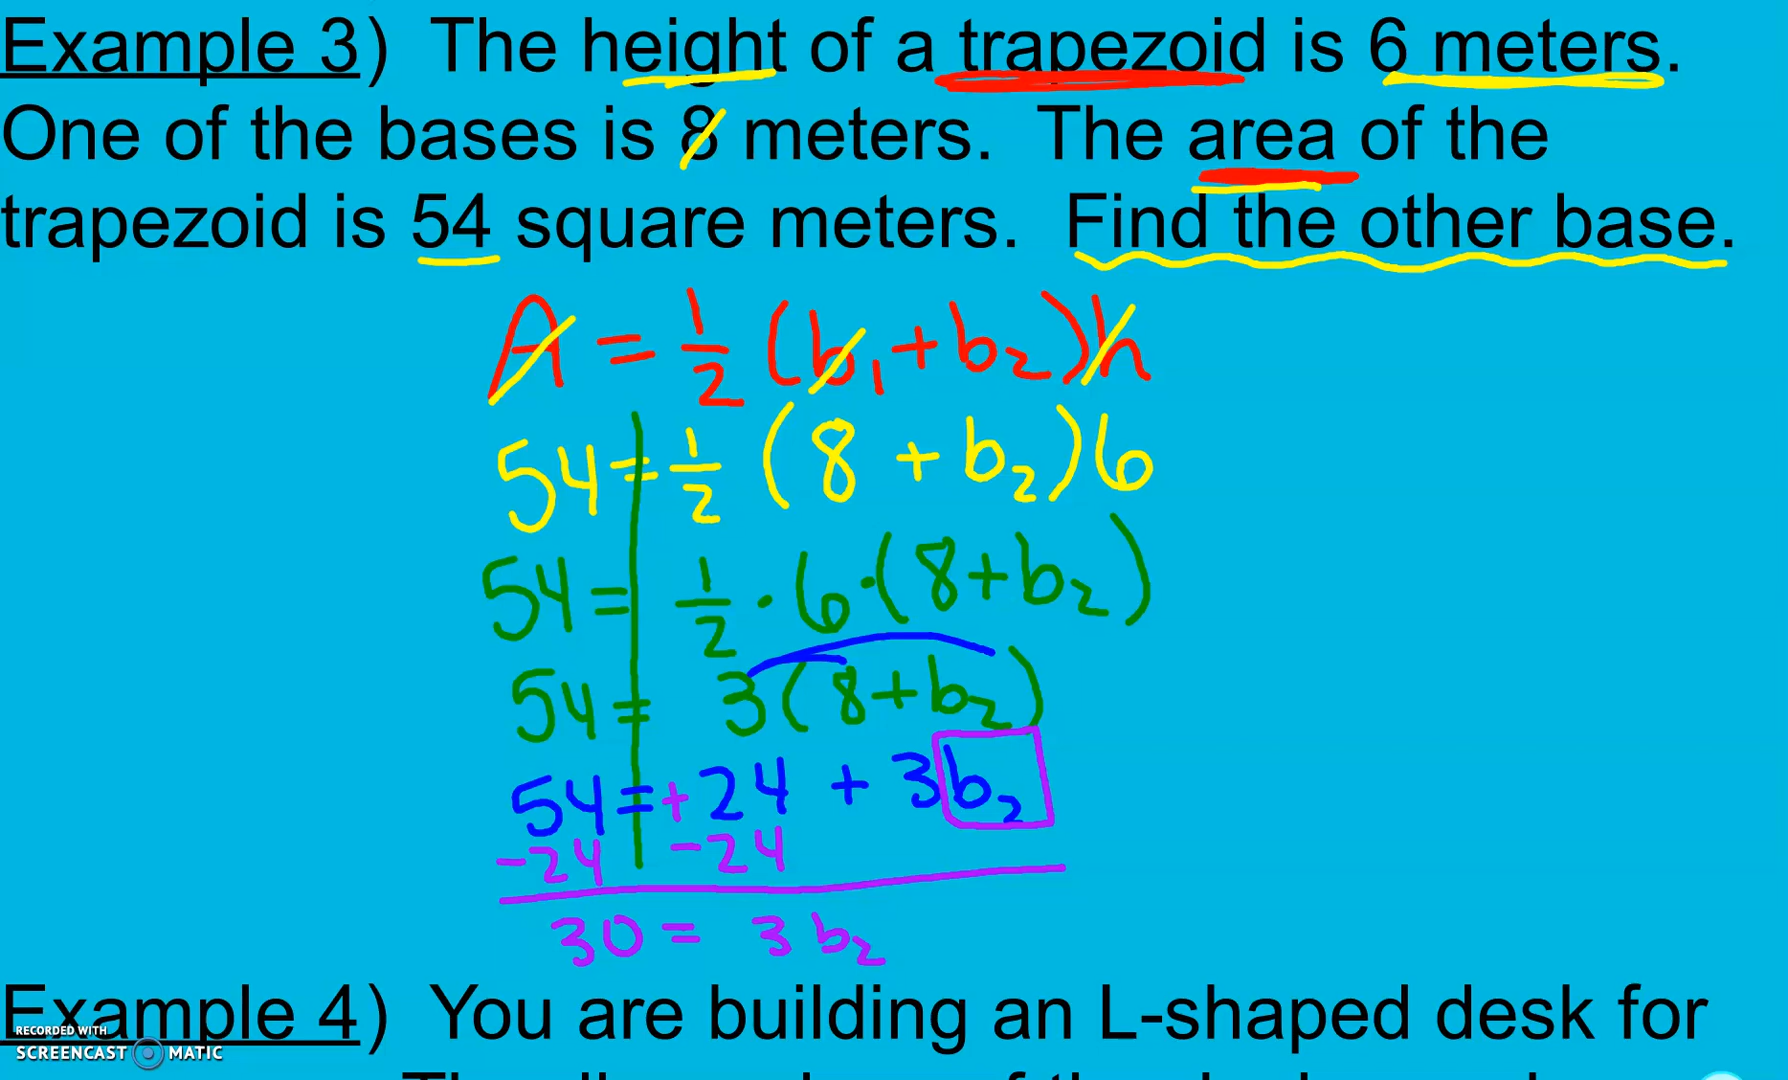 Example 3) The height of a trapezoid is 6 meters.
One of the bases is 8 meters. The area of the
trapezoid is 54 square meters. Find the other base.
A = 1/2 (b₁ + b₂)h
54 = 1/2 (8 + b₂)6
54 = 1/2 · 6 · (8 + b₂)
54 = 3(8 + b₂)
54 = +24 + 3b₂
-24 -24
30 = 3b₂
Example 4) You are building an L-shaped desk for
RECORDED WITH
SCREENCAST MATIC